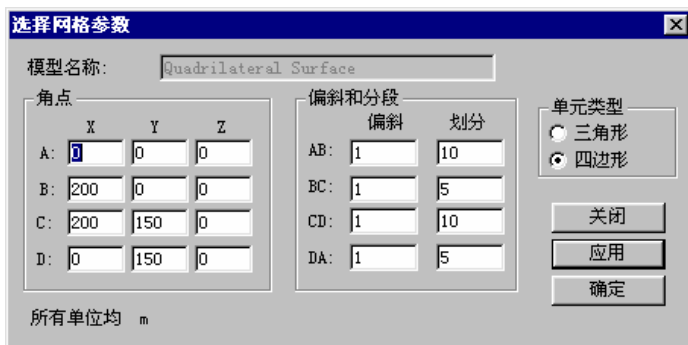 选择网格参数
模型名称: Quadrilateral Surface
角点
X Y Z
A: 0 0 0
B: 200 0 0
C: 200 150 0
D: 0 150 0
偏斜和分段
偏斜 划分
AB: 1 10
BC: 1 5
CD: 1 10
DA: 1 5
单元类型
三角形
四边形
关闭
应用
确定
所有单位均 m